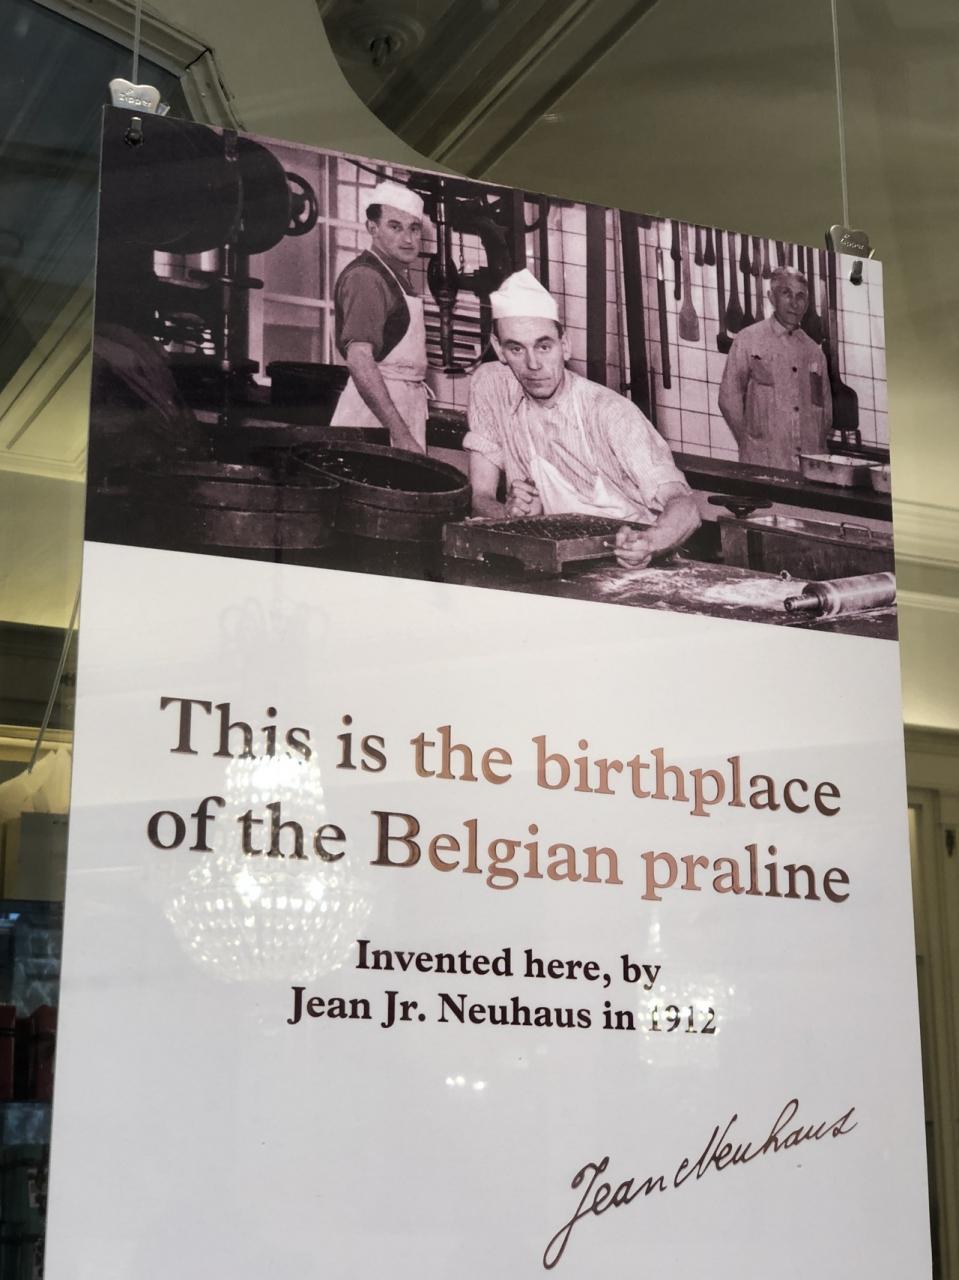 This is the birthplace
of the Belgian praline
Invented here, by
Jean Jr. Neuhaus in 1912
Jean Neuhaus